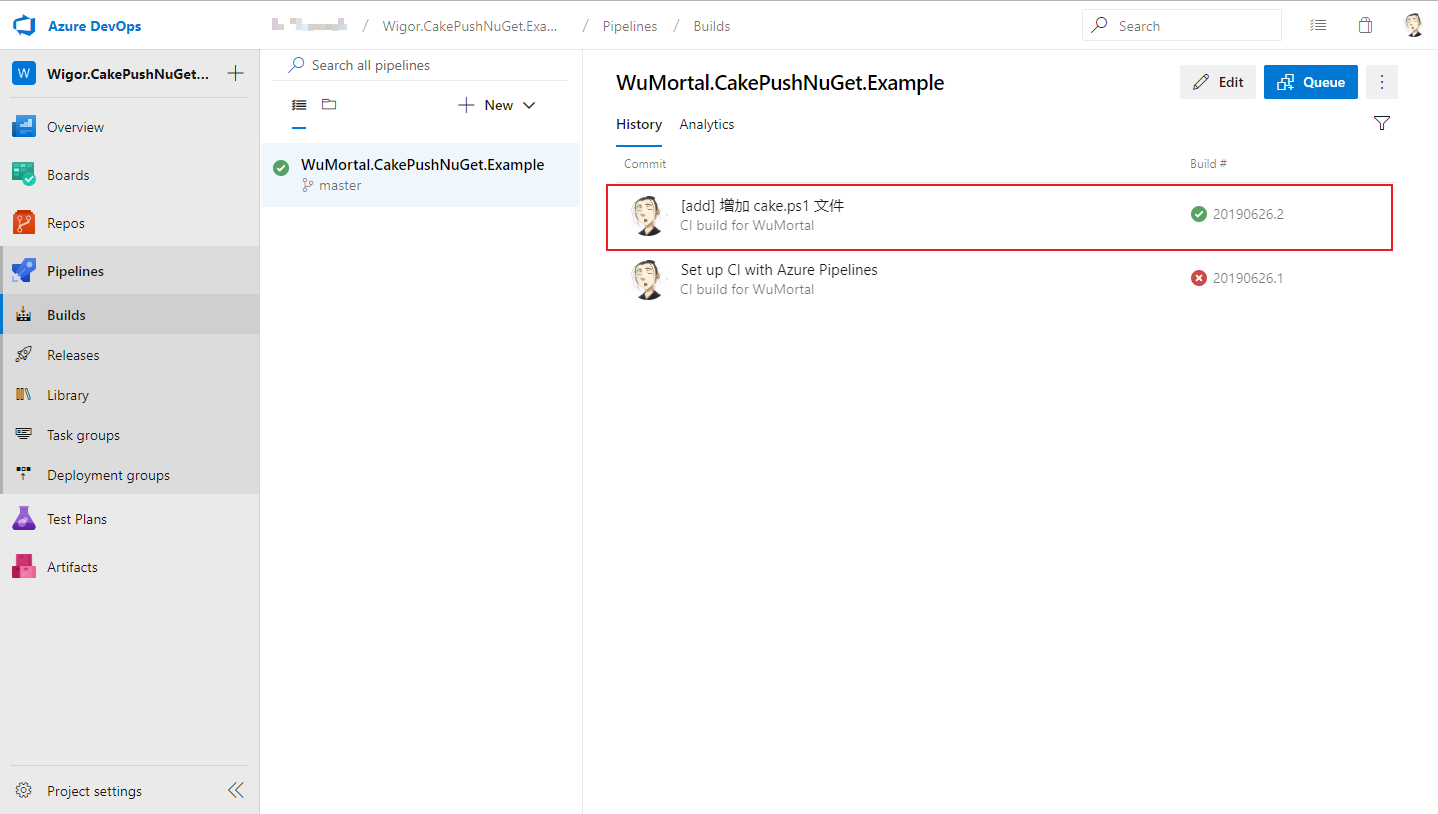 Azure DevOps
/ Wigor.CakePushNuGet.Exa... / Pipelines / Builds
Search
W Wigor.CakePushNuGet...
Overview
Boards
Repos
Pipelines
Builds
Releases
Library
Task groups
Deployment groups
Test Plans
Artifacts
Project settings
Search all pipelines
New
WuMortal.CakePushNuGet.Example
master
WuMortal.CakePushNuGet.Example
Edit
Queue
History Analytics
Commit Build #
[add] 增加 cake.ps1 文件
CI build for WuMortal
20190626.2
Set up CI with Azure Pipelines
CI build for WuMortal
20190626.1